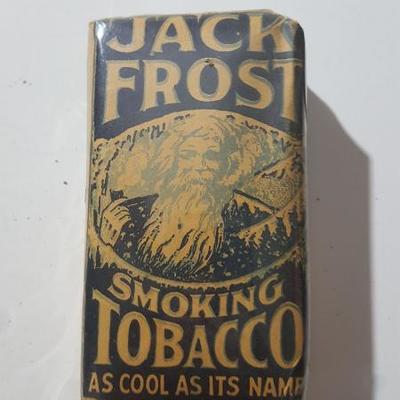 JACK
FROST
SMOKING
TOBACCO
AS COOL AS ITS NAME